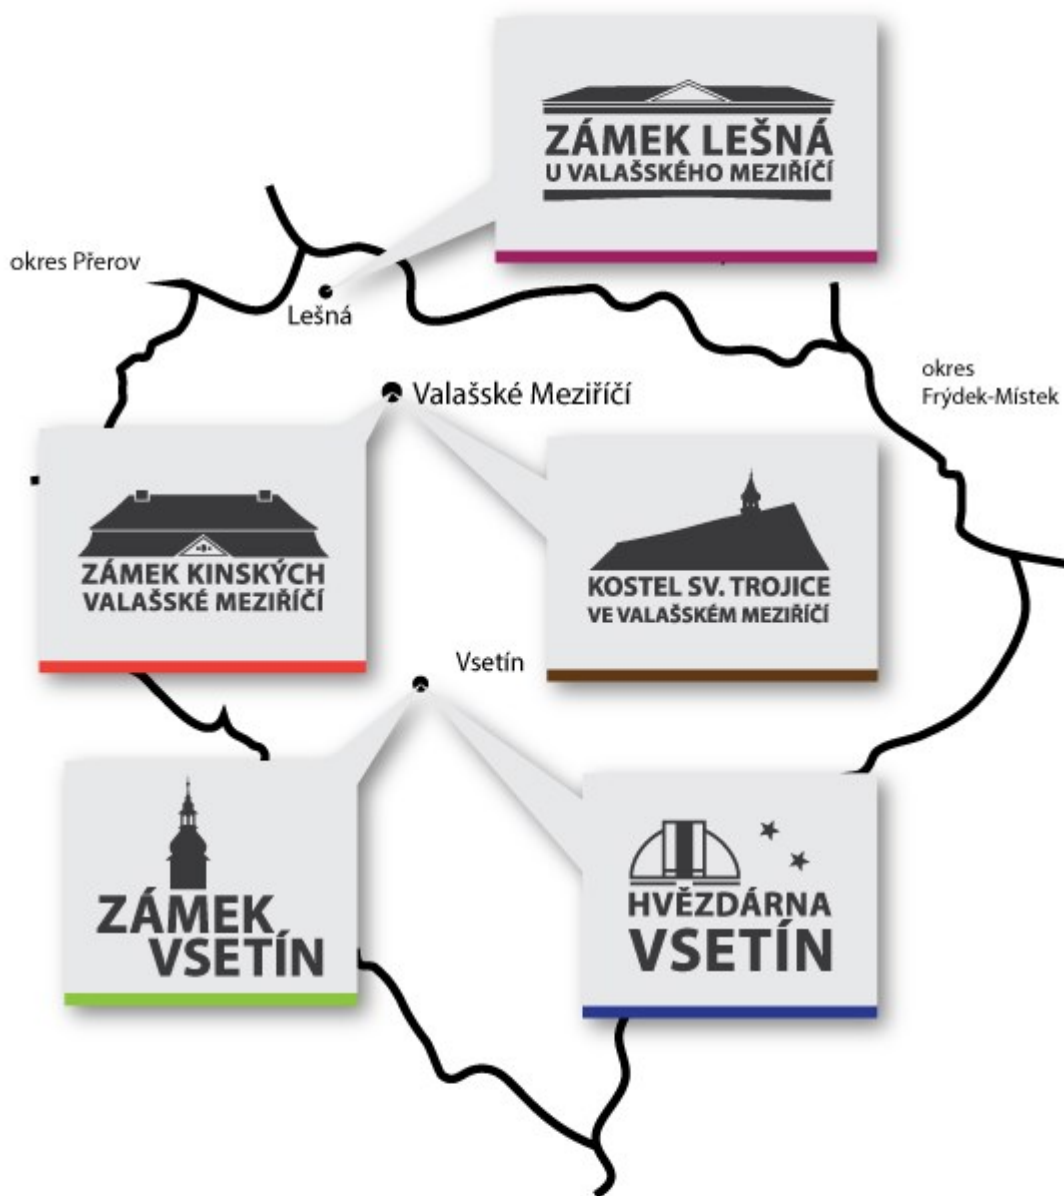 ZÁMEK LEŠNÁ
U VALAŠSKÉHO MEZIŘÍČÍ
okres Přerov
Lešná
okres
Frýdek-Místek
Valašské Meziříčí
ZÁMEK KINSKÝCH
VALAŠSKÉ MEZIŘÍČÍ
KOSTEL SV. TROJICE
VE VALAŠSKÉM MEZIŘÍČÍ
Vsetín
ZÁMEK
VSETÍN
HVĚZDÁRNA
VSETÍN